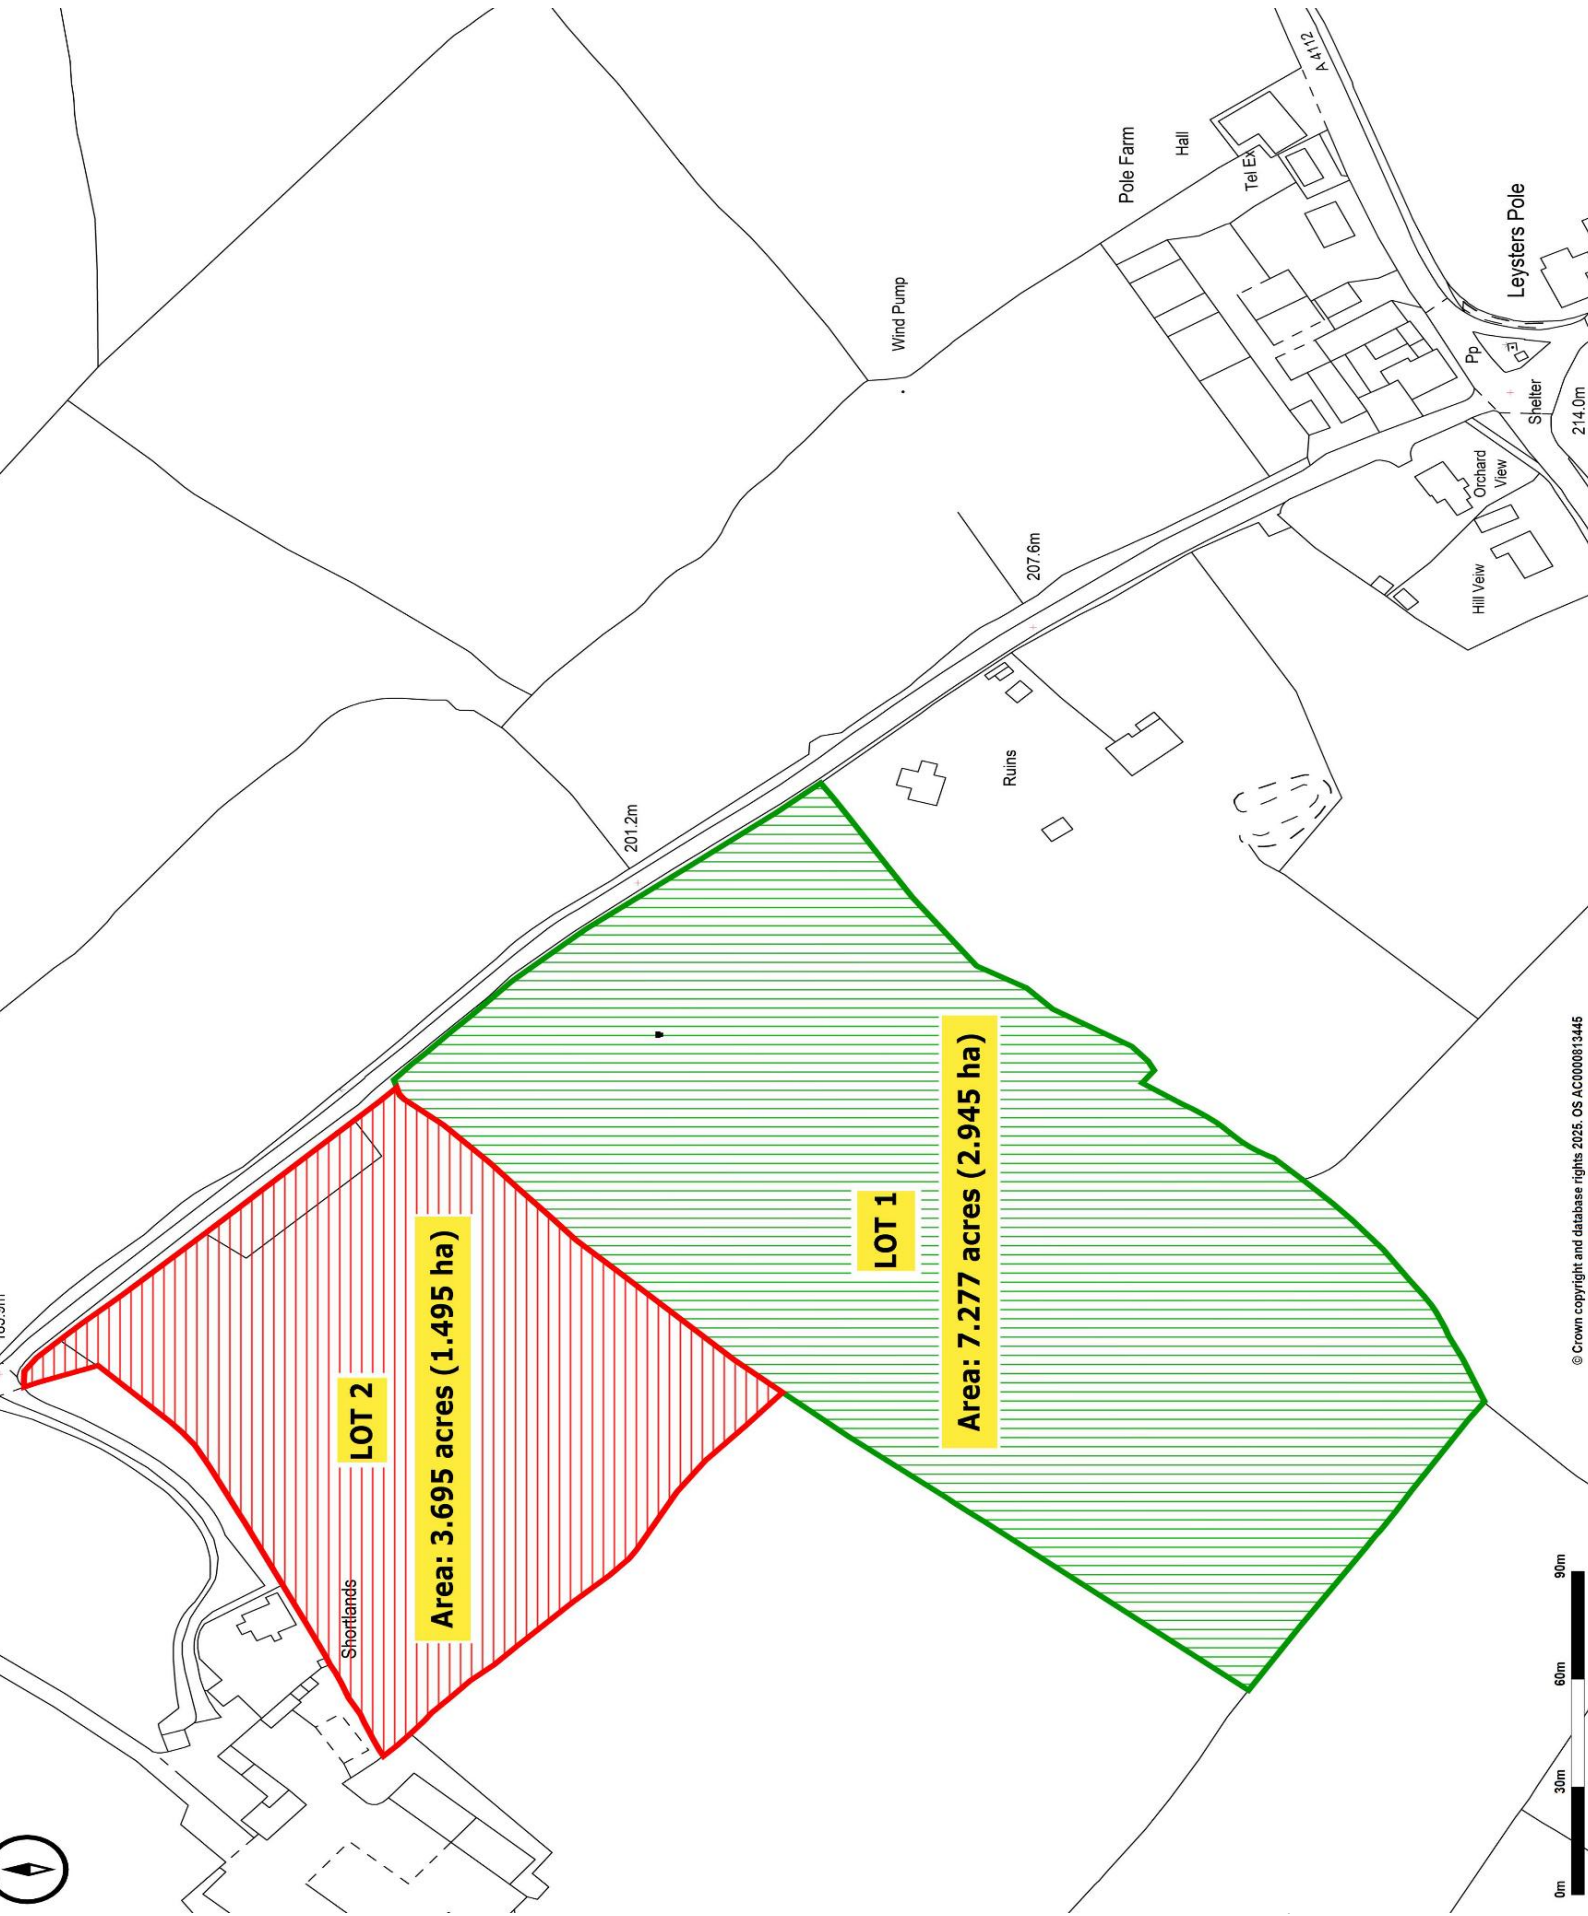 A 4112
Pole Farm
Hall
Tel Ex
Leysters Pole
Wind Pump
Pp
Shelter
214.0m
Orchard
View
207.6m
Hill Veiw
Ruins
201.2m
LOT 1
Area: 7.277 acres (2.945 ha)
LOT 2
Area: 3.695 acres (1.495 ha)
Shortlands
0m
30m
60m
90m
© Crown copyright and database rights 2025. OS AC0000813445